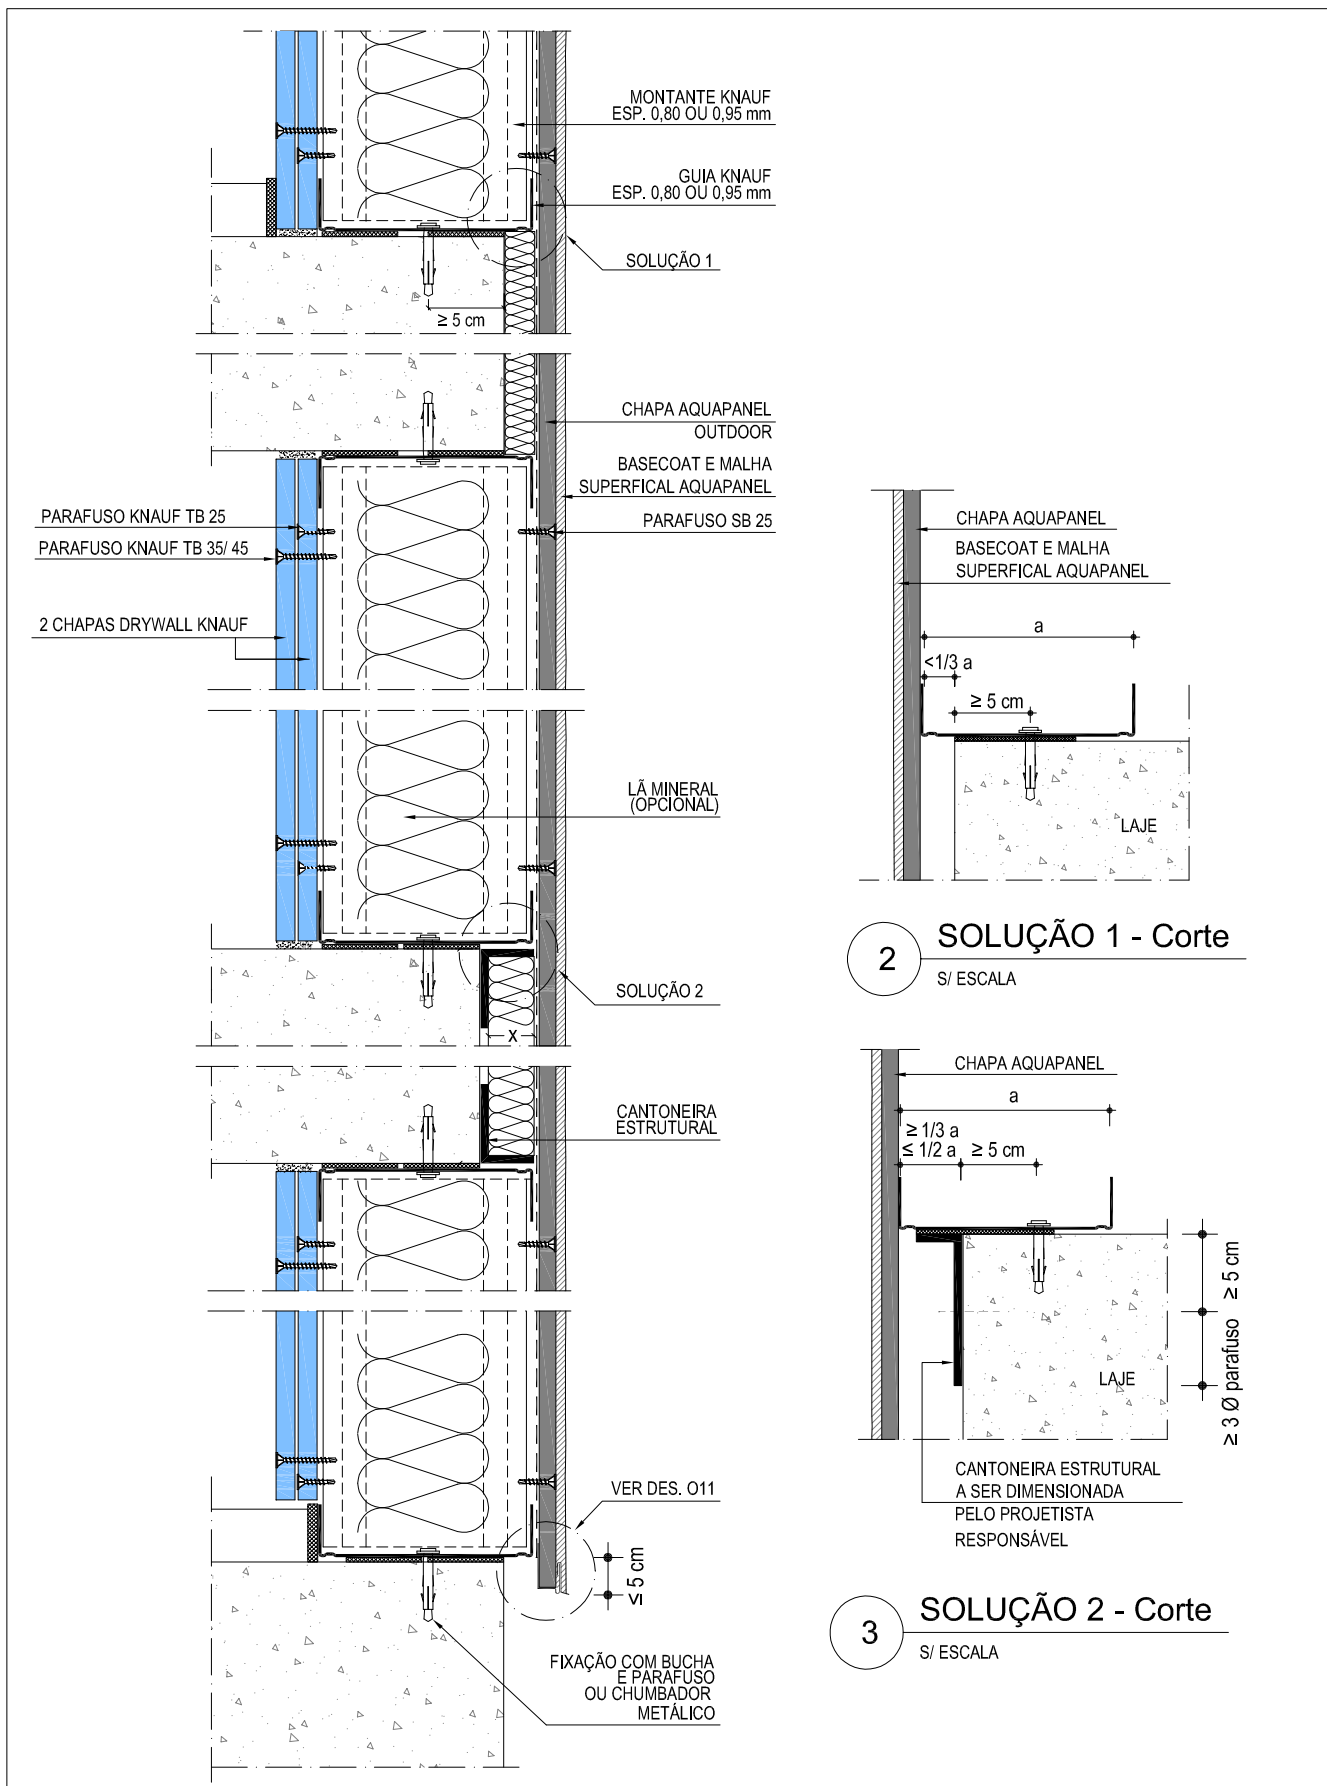 MONTANTE KNAUF
ESP. 0,80 OU 0,95 mm
GUIA KNAUF
ESP. 0,80 OU 0,95 mm
SOLUÇÃO 1
≥ 5 cm
CHAPA AQUAPANEL
OUTDOOR
BASECOAT E MALHA
SUPERFICAL AQUAPANEL
PARAFUSO SB 25
PARAFUSO KNAUF TB 25
PARAFUSO KNAUF TB 35/ 45
2 CHAPAS DRYWALL KNAUF
LÃ MINERAL
(OPCIONAL)
SOLUÇÃO 2
X
CANTONEIRA
ESTRUTURAL
VER DES. O11
≤ 5 cm
FIXAÇÃO COM BUCHA
E PARAFUSO
OU CHUMBADOR
METÁLICO
CHAPA AQUAPANEL
BASECOAT E MALHA
SUPERFICAL AQUAPANEL
a
<1/3 a
≥ 5 cm
LAJE
2
SOLUÇÃO 1 - Corte
S/ ESCALA
CHAPA AQUAPANEL
a
≥ 1/3 a
≤ 1/2 a
≥ 5 cm
≥ 5 cm
≥ 3 Ø parafuso
LAJE
CANTONEIRA ESTRUTURAL
A SER DIMENSIONADA
PELO PROJETISTA
RESPONSÁVEL
3
SOLUÇÃO 2 - Corte
S/ ESCALA